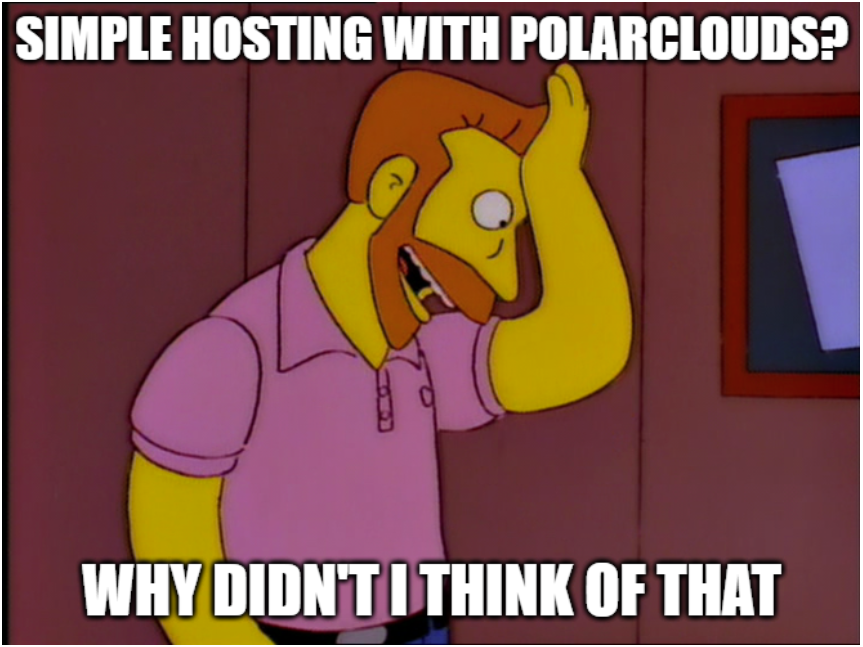 SIMPLE HOSTING WITH POLARCLOUDS?
WHY DIDN'T I THINK OF THAT